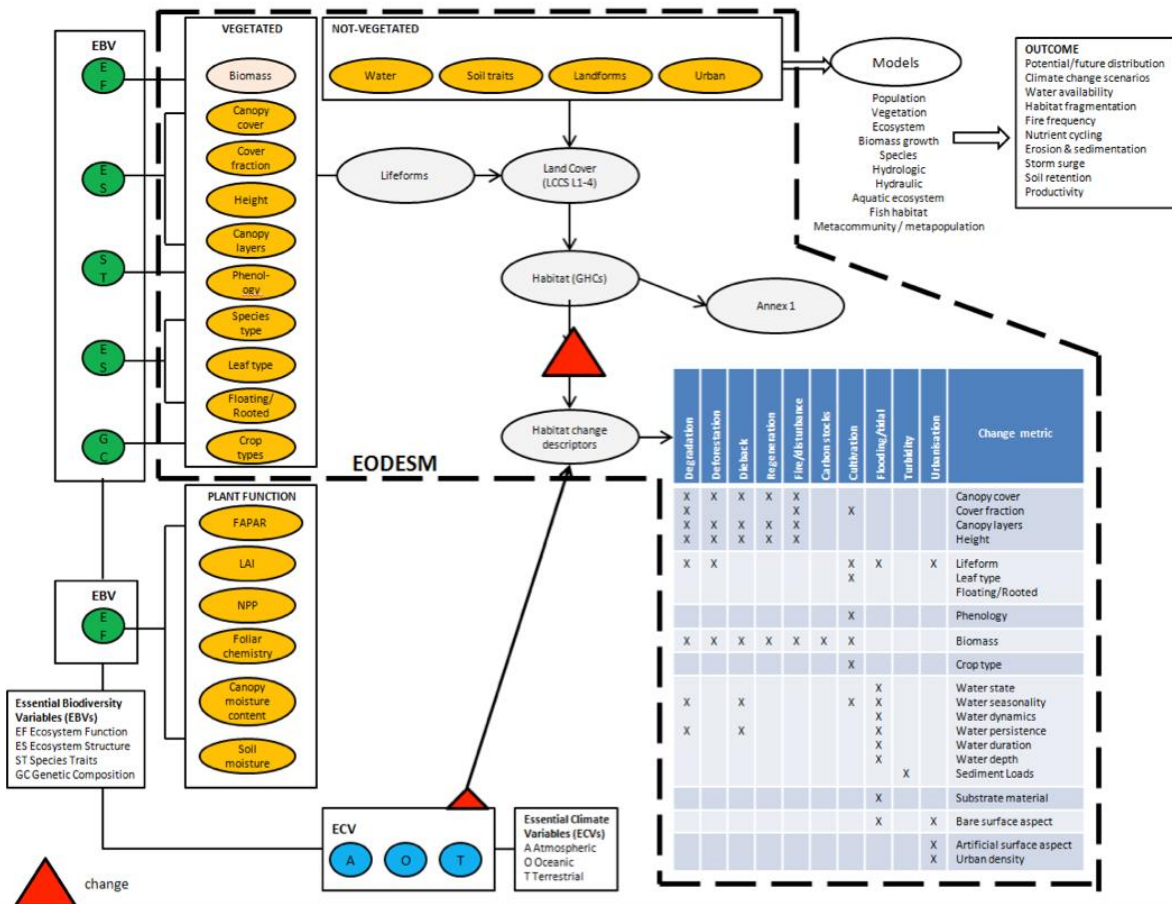 EBV
E
F
E
S
S
T
E
S
G
C
VEGETATED
Biomass
Canopy
cover
Cover
fraction
Height
Canopy
layers
Phenol-
ogy
Species
type
Leaf type
Floating/
Rooted
Crop
types
NOT-VEGETATED
Water
Soil traits
Landforms
Urban
Lifeforms
Land Cover
(LCCS L1-4)
Habitat (GHCs)
Annex 1
Habitat change
descriptors
EODESM
Models
Population
Vegetation
Ecosystem
Biomass growth
Species
Hydrologic
Hydraulic
Aquatic ecosystem
Fish habitat
Metacommunity / metapopulation
OUTCOME
Potential/future distribution
Climate change scenarios
Water availability
Habitat fragmentation
Fire frequency
Nutrient cycling
Erosion & sedimentation
Storm surge
Soil retention
Productivity
EBV
E
F
PLANT FUNCTION
FAPAR
LAI
NPP
Foliar
chemistry
Canopy
moisture
content
Soil
moisture
Essential Biodiversity
Variables (EBVs)
EF Ecosystem Function
ES Ecosystem Structure
ST Species Traits
GC Genetic Composition
ECV
A O T
Essential Climate
Variables (ECVs)
A Atmospheric
O Oceanic
T Terrestrial
change
Degradation
Deforestation
Dieback
Regeneration
Fire/disturbance
Carbon stocks
Cultivation
Flooding/tidal
Turbidity
Urbanisation
Change metric
X X X X X Canopy cover
X X X Cover fraction
X X X X X Canopy layers
X X X X X Height
X X X X X Lifeform
X Leaf type
Floating/Rooted
X Phenology
X X X X X X X Biomass
X Crop type
X Water state
X X X X Water seasonality
X Water dynamics
X X X Water persistence
X Water duration
X Water depth
X Sediment Loads
X Substrate material
X X Bare surface aspect
X Artificial surface aspect
X Urban density